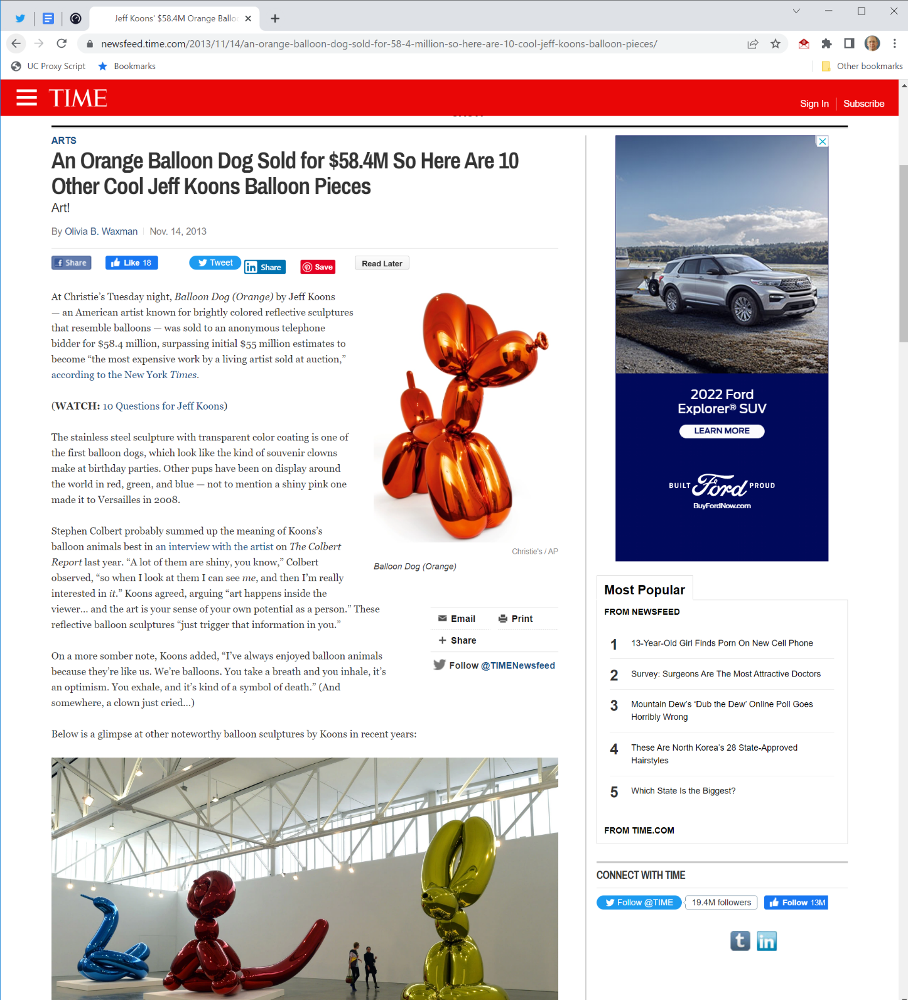 Jeff Koons' $58.4M Orange Ballo
newsfeed.time.com/2013/11/14/an-orange-balloon-dog-sold-for-58-4-million-so-here-are-10-cool-jeff-koons-balloon-pieces/
UC Proxy Script
Bookmarks
Other bookmarks
TIME
Sign In
Subscribe
ARTS
An Orange Balloon Dog Sold for $58.4M So Here Are 10
Other Cool Jeff Koons Balloon Pieces
Art!
By Olivia B. Waxman
Nov. 14, 2013
f Share
Like 18
Tweet
in Share
Save
Read Later
At Christie’s Tuesday night, Balloon Dog (Orange) by Jeff Koons
— an American artist known for brightly colored reflective sculptures
that resemble balloons — was sold to an anonymous telephone
bidder for $58.4 million, surpassing initial $55 million estimates to
become “the most expensive work by a living artist sold at auction,”
according to the New York Times.
(WATCH: 10 Questions for Jeff Koons)
The stainless steel sculpture with transparent color coating is one of
the first balloon dogs, which look like the kind of souvenir clowns
make at birthday parties. Other pups have been on display around
the world in red, green, and blue — not to mention a shiny pink one
made it to Versailles in 2008.
Stephen Colbert probably summed up the meaning of Koons’s
balloon animals best in an interview with the artist on The Colbert
Report last year. “A lot of them are shiny, you know,” Colbert
observed, “so when I look at them I can see me, and then I’m really
interested in it.” Koons agreed, arguing “art happens inside the
viewer… and the art is your sense of your own potential as a person.” These
reflective balloon sculptures “just trigger that information in you.”
On a more somber note, Koons added, “I’ve always enjoyed balloon animals
because they’re like us. We’re balloons. You take a breath and you inhale, it’s
an optimism. You exhale, and it’s kind of a symbol of death.” (And
somewhere, a clown just cried…)
Below is a glimpse at other noteworthy balloon sculptures by Koons in recent years:
Christie's / AP
Balloon Dog (Orange)
Email
Print
+ Share
Follow @TIMENewsfeed
2022 Ford
Explorer® SUV
LEARN MORE
BUILT Ford PROUD
BuyFordNow.com
Most Popular
FROM NEWSFEED
1 13-Year-Old Girl Finds Porn On New Cell Phone
2 Survey: Surgeons Are The Most Attractive Doctors
3 Mountain Dew’s ‘Dub the Dew’ Online Poll Goes
Horribly Wrong
4 These Are North Korea’s 28 State-Approved
Hairstyles
5 Which State Is the Biggest?
FROM TIME.COM
CONNECT WITH TIME
Follow @TIME
19.4M followers
Follow 13M
t in